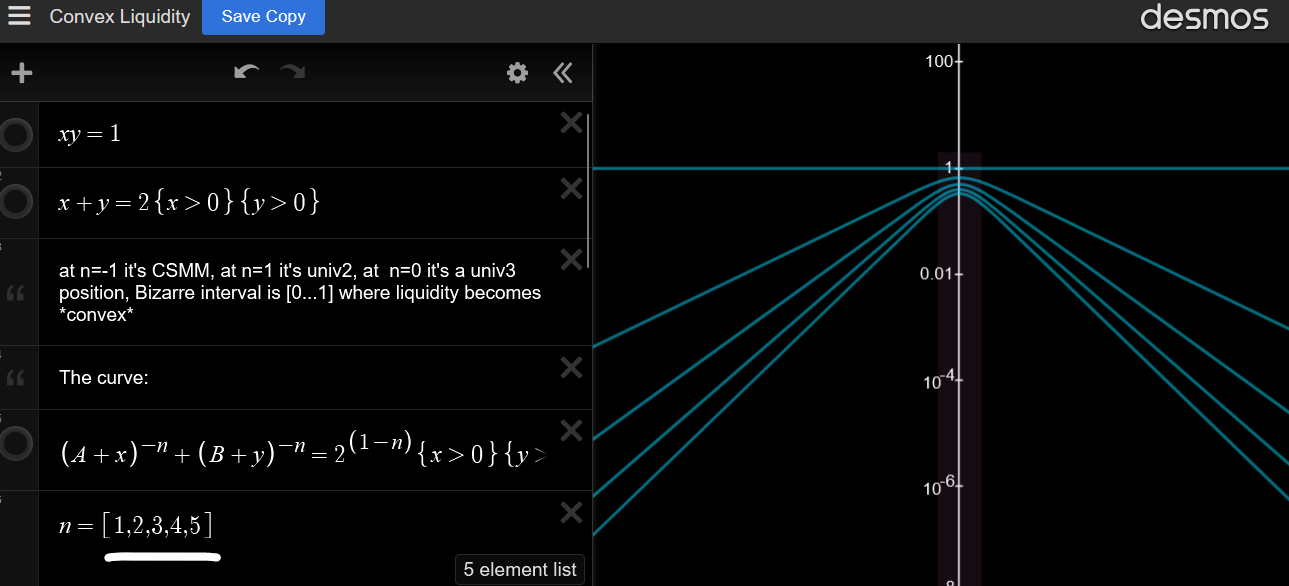 Convex Liquidity
Save Copy
desmos
xy = 1
x + y = 2 {x > 0} {y > 0}
at n=-1 it's CSMM, at n=1 it's univ2, at n=0 it's a univ3
position, Bizarre interval is [0...1] where liquidity becomes
*convex*
The curve:
(A + x)^{-n} + (B + y)^{-n} = 2^{(1-n)} {x > 0} {y >
n = [1,2,3,4,5]
5 element list
100
1
0.01
10^{-4}
10^{-6}